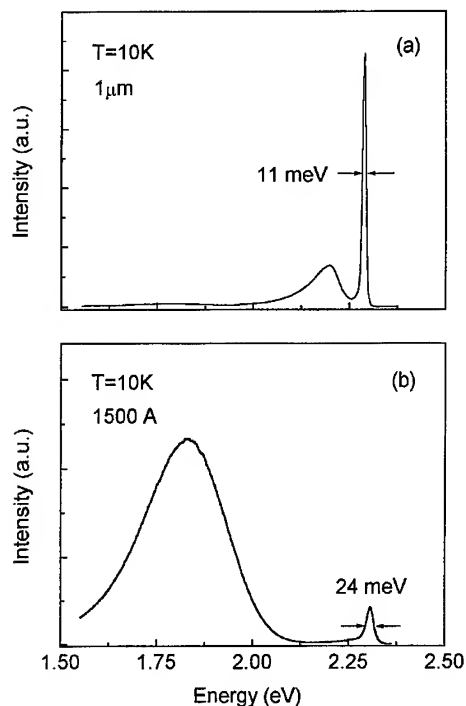 (a)
T=10K
1μm
11 meV
Intensity (a.u.)
(b)
T=10K
1500 A
24 meV
Intensity (a.u.)
1.50 1.75 2.00 2.25 2.50
Energy (eV)